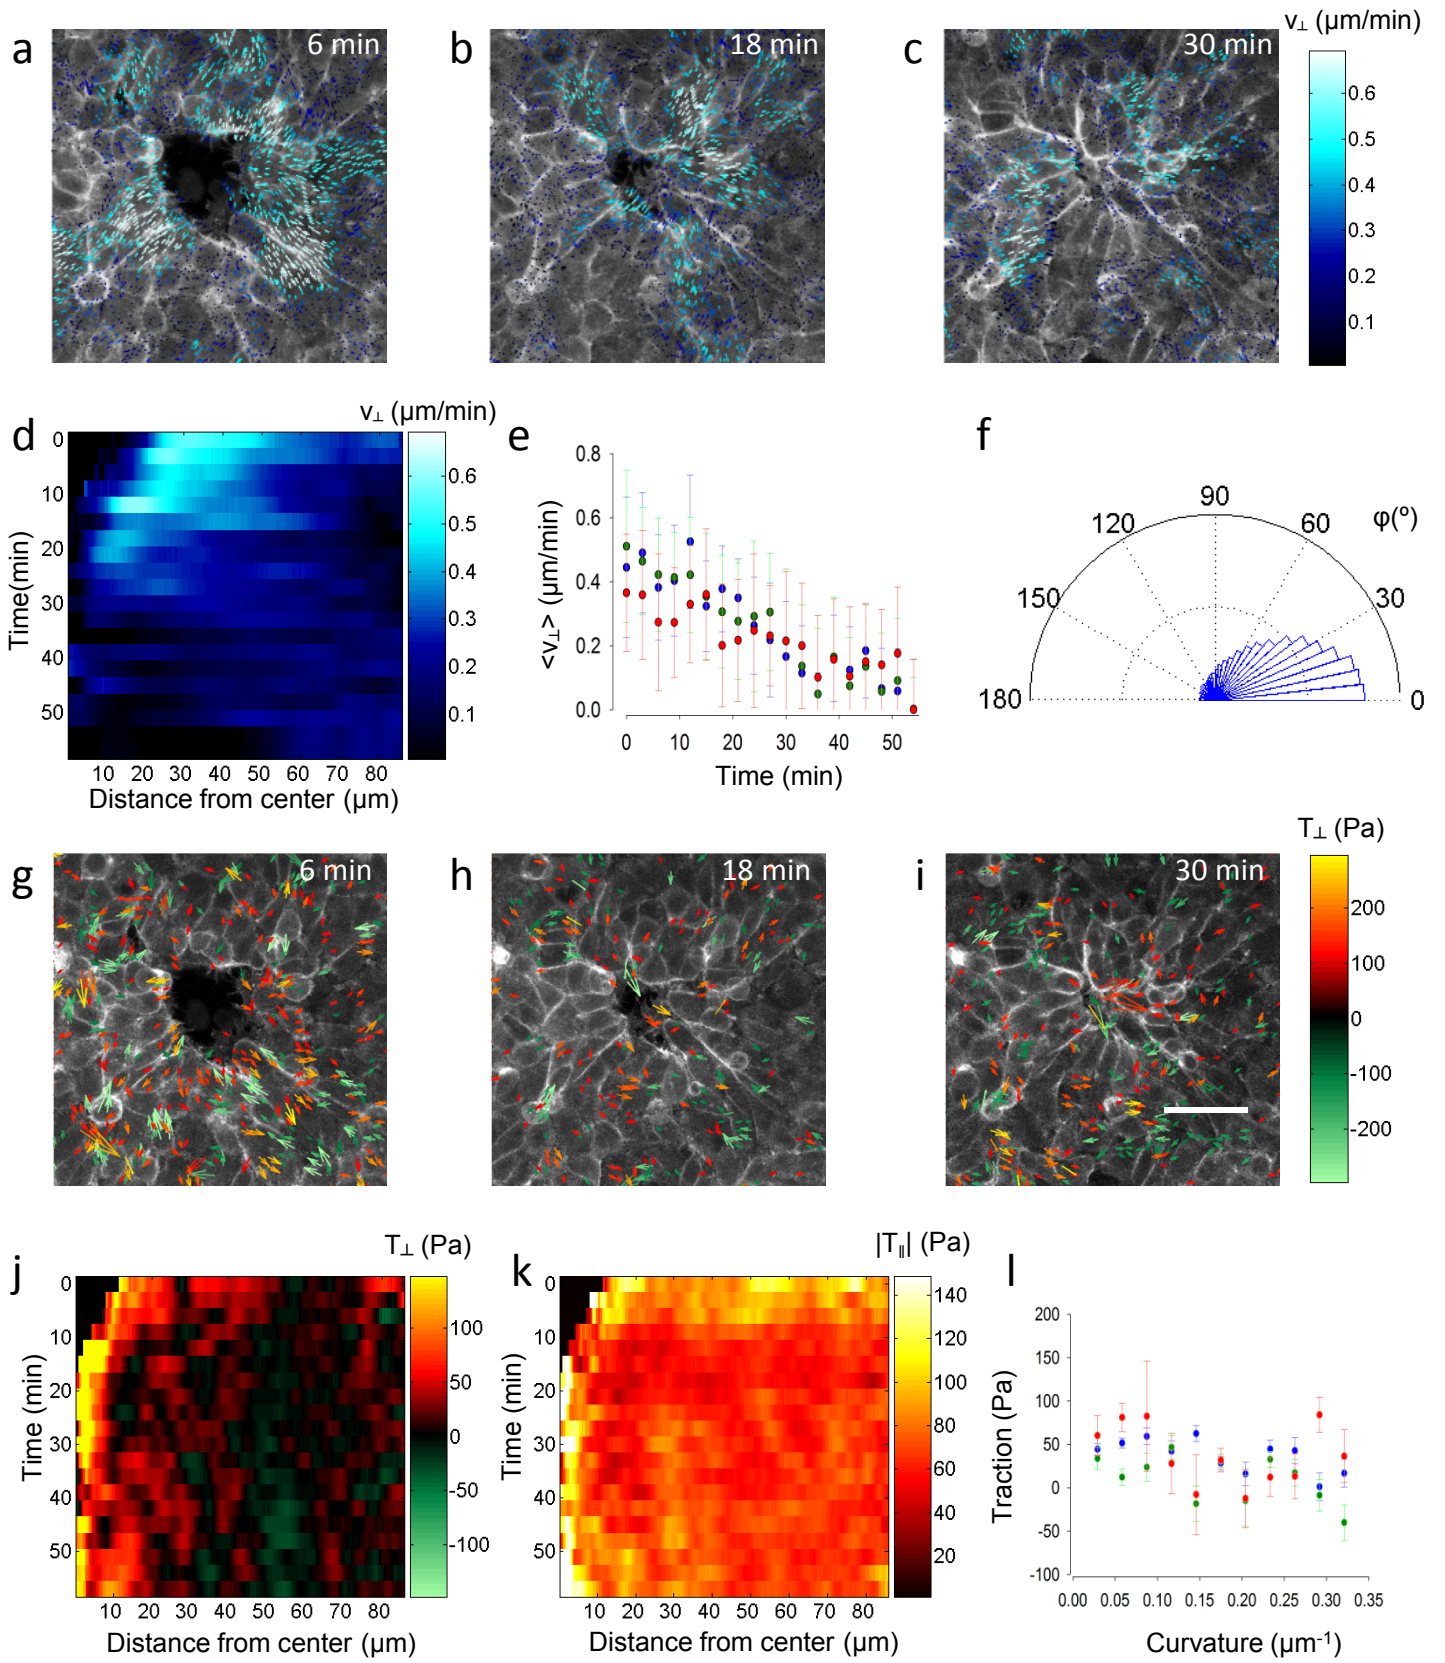 a
6 min
b
18 min
c
30 min
v⊥ (µm/min)
0.6
0.5
0.4
0.3
0.2
0.1
d
v⊥ (µm/min)
0
10
20
30
40
50
Time(min)
10 20 30 40 50 60 70 80
Distance from center (µm)
0.6
0.5
0.4
0.3
0.2
0.1
e
0.8
0.6
0.4
0.2
0.0
<v⊥> (µm/min)
0 10 20 30 40 50
Time (min)
f
φ(º)
180
150
120
90
60
30
0
g
6 min
h
18 min
i
30 min
T⊥ (Pa)
200
100
0
-100
-200
j
T⊥ (Pa)
0
10
20
30
40
50
Time (min)
10 20 30 40 50 60 70 80
Distance from center (µm)
100
50
0
-50
-100
k
|T∥| (Pa)
0
10
20
30
40
50
Time (min)
10 20 30 40 50 60 70 80
Distance from center (µm)
140
120
100
80
60
40
20
l
200
150
100
50
0
-50
-100
Traction (Pa)
0.00 0.05 0.10 0.15 0.20 0.25 0.30 0.35
Curvature (µm-1)